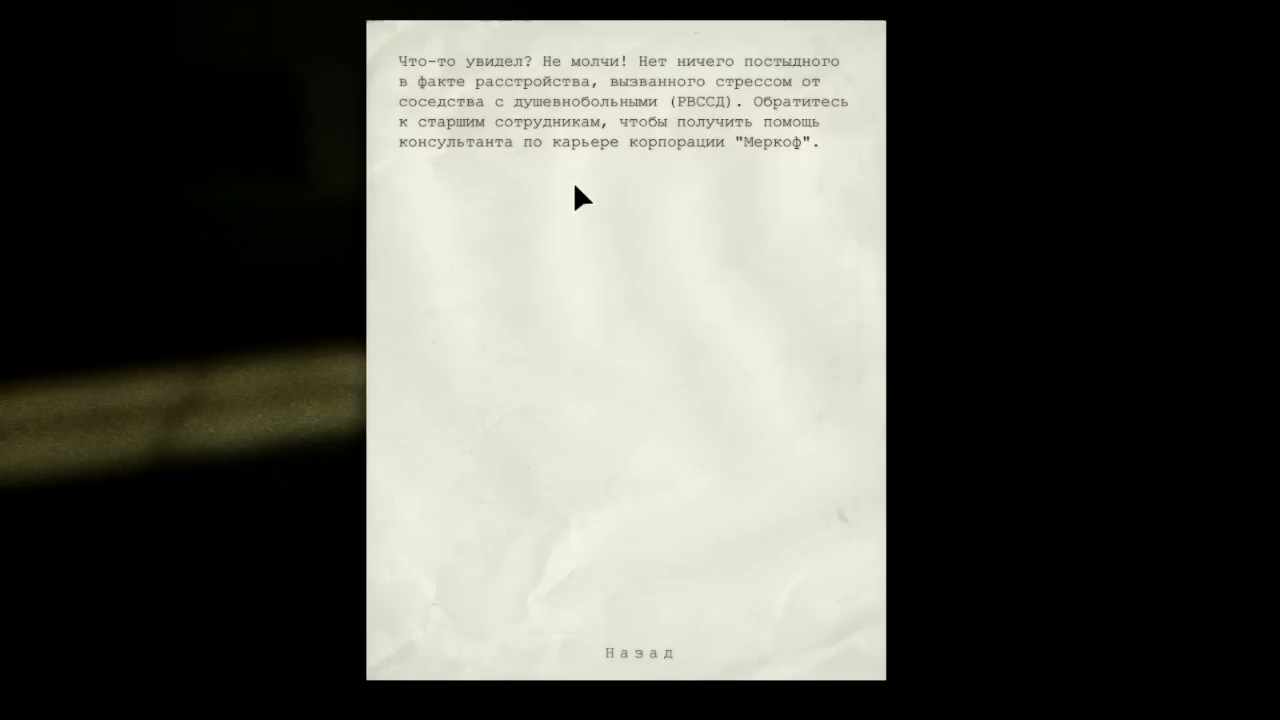 Что-то увидел? Не молчи! Нет ничего постыдного
в факте расстройства, вызванного стрессом от
соседства с душевнобольными (РВССД). Обратитесь
к старшим сотрудникам, чтобы получить помощь
консультанта по карьере корпорации "Меркоф".
Назад